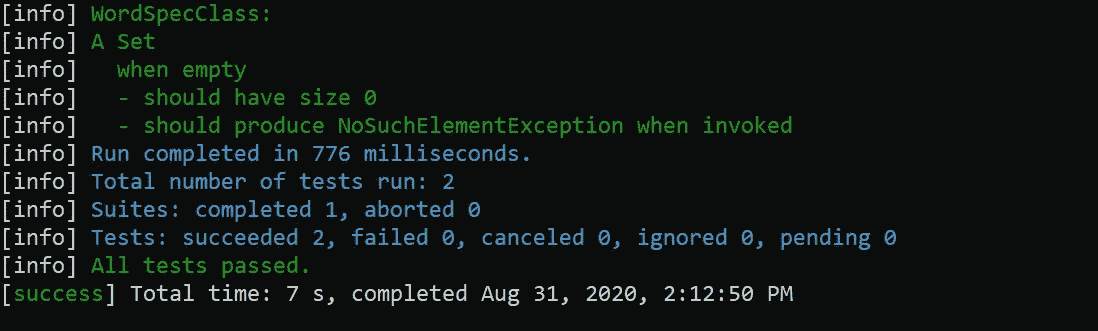 [info] WordSpecClass:
[info] A Set
[info]   when empty
[info]   - should have size 0
[info]   - should produce NoSuchElementException when invoked
[info] Run completed in 776 milliseconds.
[info] Total number of tests run: 2
[info] Suites: completed 1, aborted 0
[info] Tests: succeeded 2, failed 0, canceled 0, ignored 0, pending 0
[info] All tests passed.
[success] Total time: 7 s, completed Aug 31, 2020, 2:12:50 PM